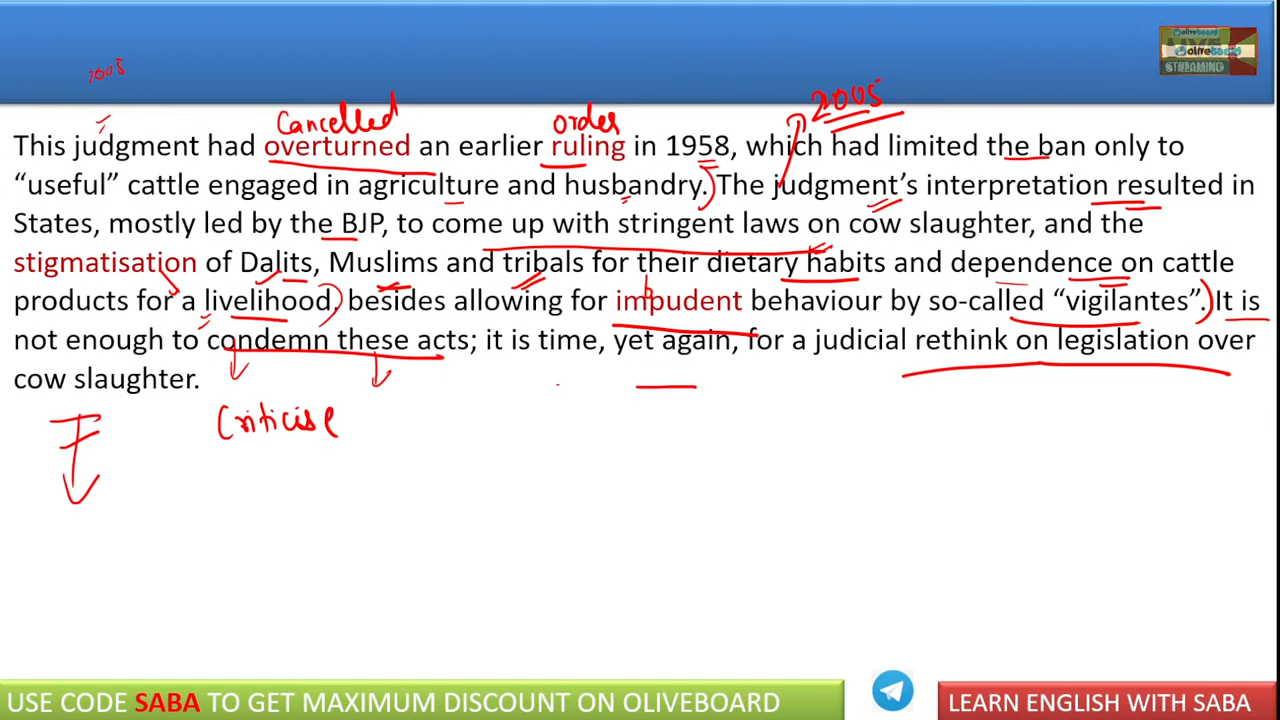 oliveboard
LIVE
oliveboard
STREAMING
2005
2005
Cancelled
order
This judgment had overturned an earlier ruling in 1958, which had limited the ban only to
“useful” cattle engaged in agriculture and husbandry. The judgment’s interpretation resulted in
States, mostly led by the BJP, to come up with stringent laws on cow slaughter, and the
stigmatisation of Dalits, Muslims and tribals for their dietary habits and dependence on cattle
products for a livelihood, besides allowing for impudent behaviour by so-called “vigilantes”. It is
not enough to condemn these acts; it is time, yet again, for a judicial rethink on legislation over
cow slaughter.
Criticise
USE CODE SABA TO GET MAXIMUM DISCOUNT ON OLIVEBOARD
LEARN ENGLISH WITH SABA